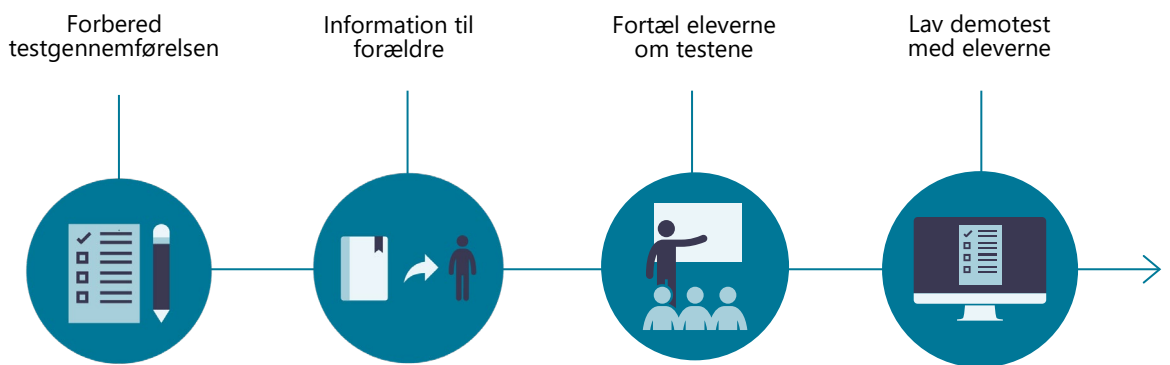 Forbered
testgennemførelsen
Information til
forældre
Fortæl eleverne
om testene
Lav demotest
med eleverne